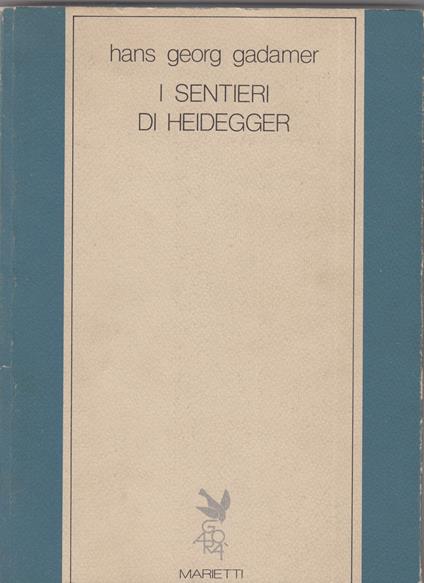 hans georg gadamer
I SENTIERI
DI HEIDEGGER
AGORÀ
MARIETTI